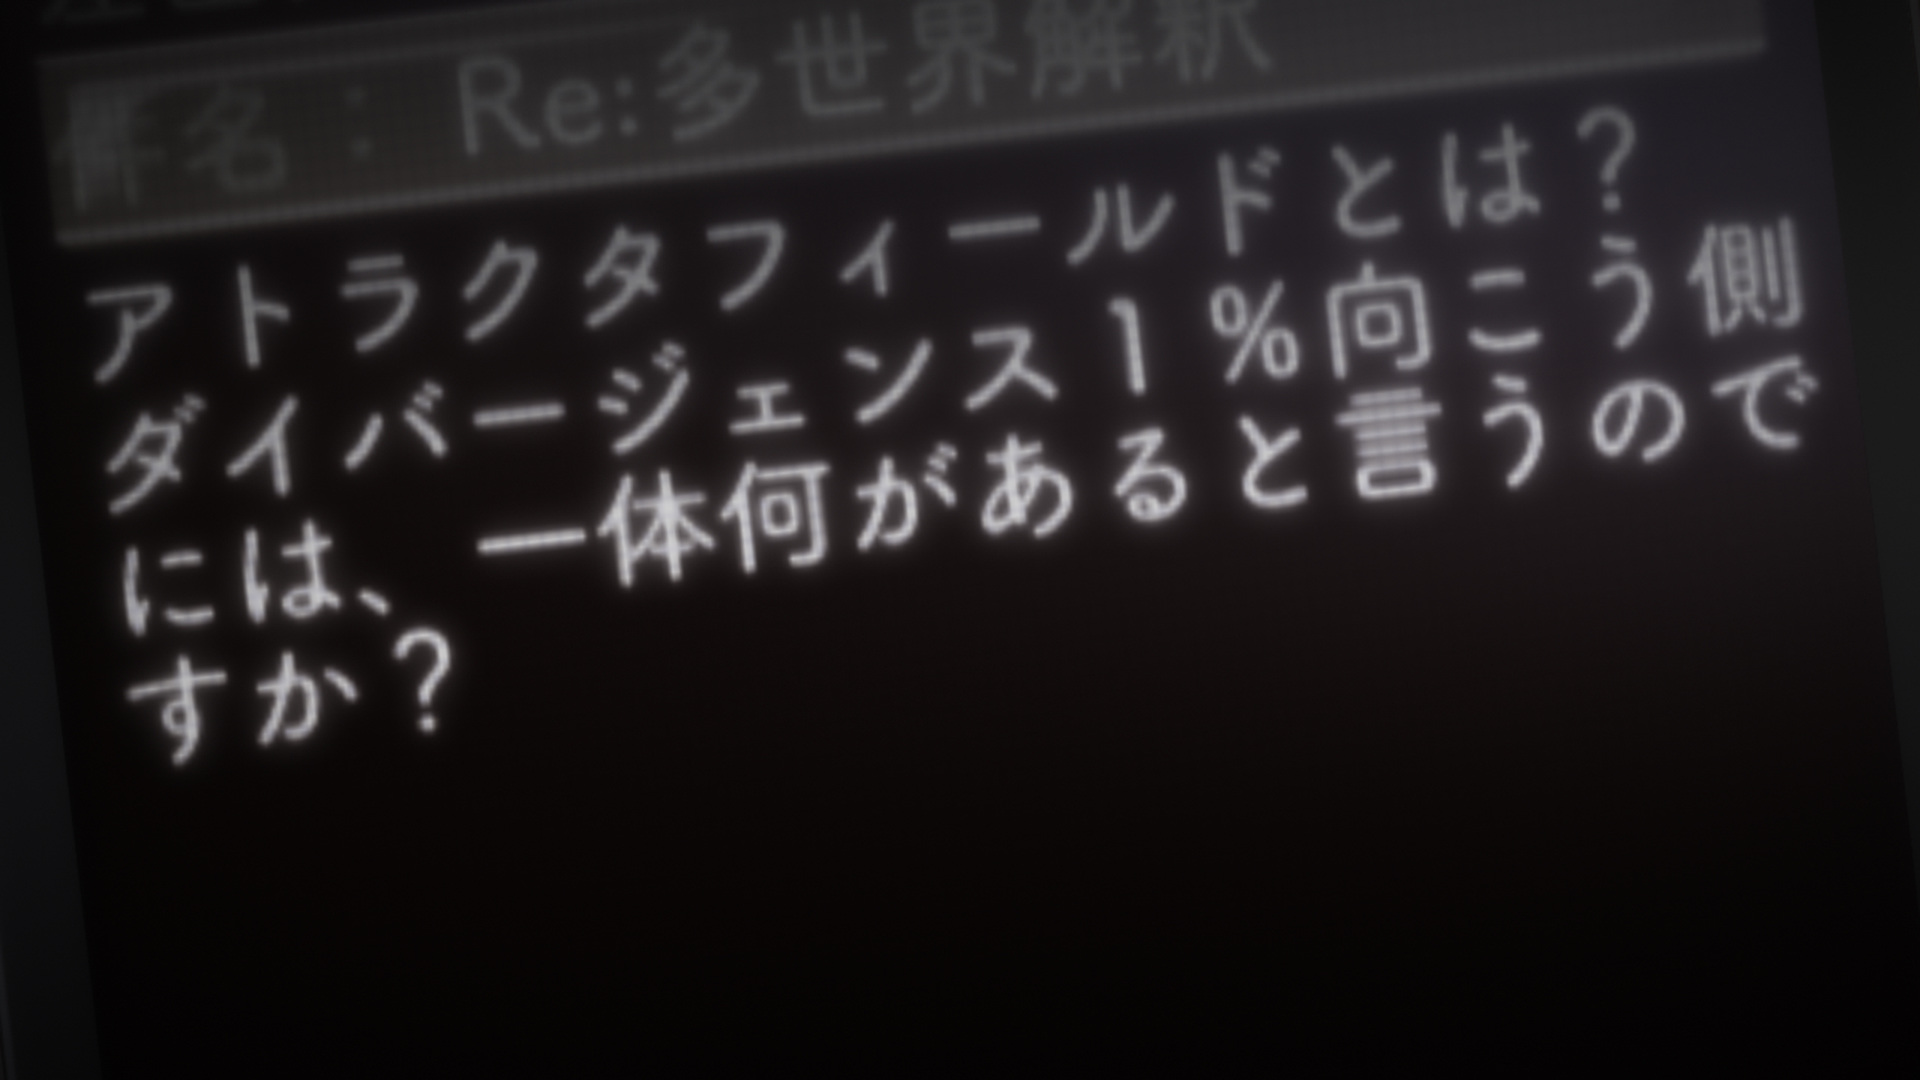 件名： Re:多世界解釈
アトラクタフィールドとは？
ダイバージェンス１％向こう側
には、一体何があると言うので
すか？